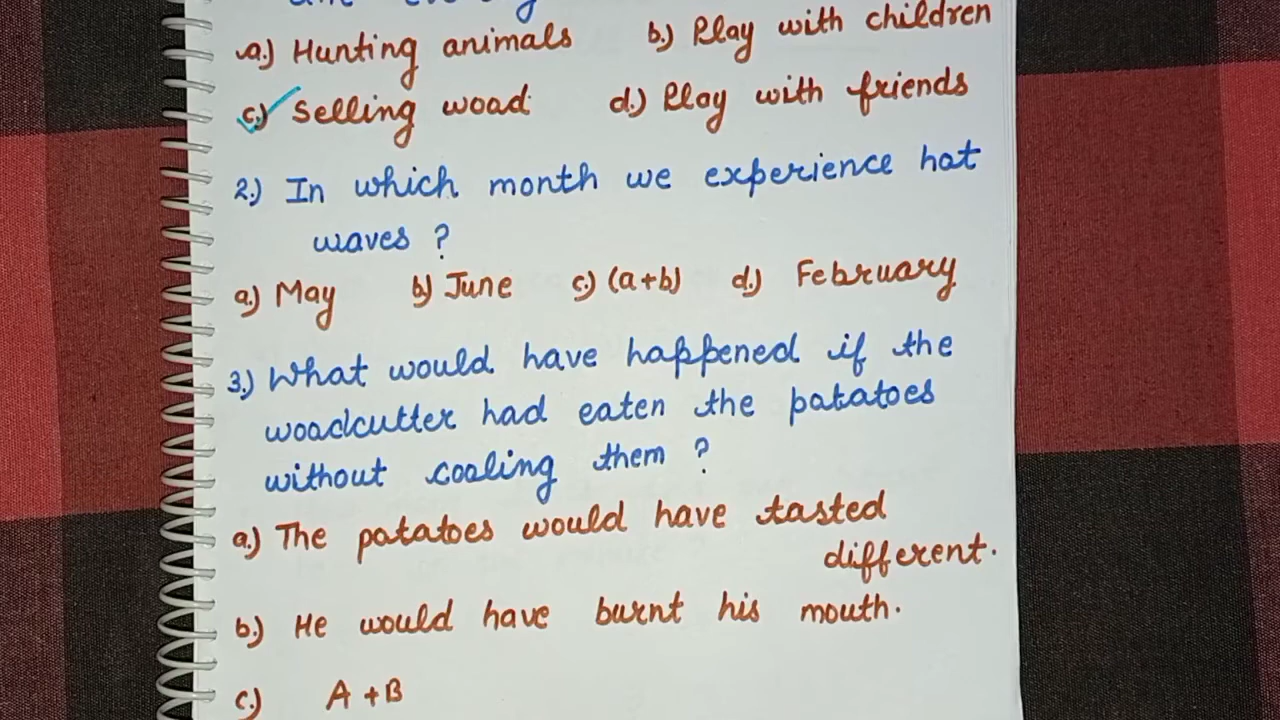 a.) Hunting animals b.) Play with children
c.) Selling wood d.) Play with friends
2.) In which month we experience hot
waves ?
a.) May b) June c.) (a+b) d.) February
3.) What would have happened if the
woodcutter had eaten the potatoes
without cooling them ?
a.) The potatoes would have tasted
different.
b.) He would have burnt his mouth.
c.) A + B